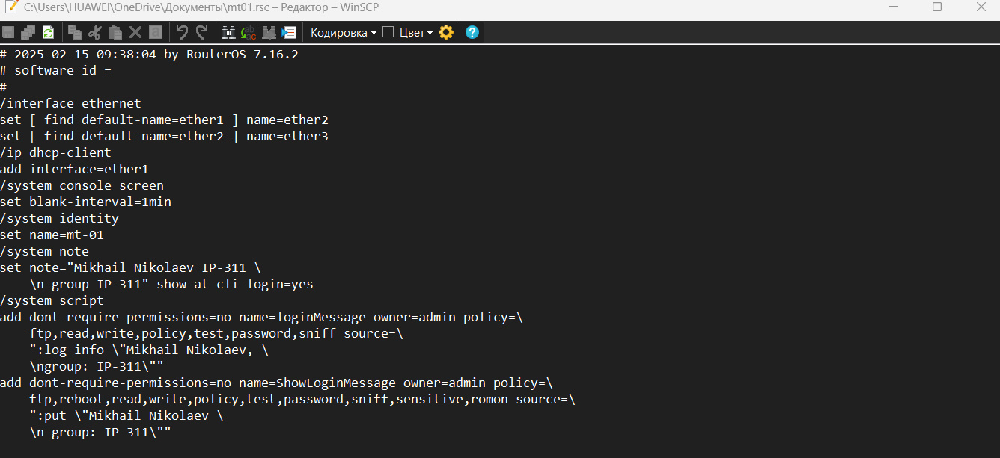 C:\Users\HUAWEI\OneDrive\Документы\mt01.rsc – Редактор – WinSCP
Кодировка Цвет
# 2025-02-15 09:38:04 by RouterOS 7.16.2
# software id =
#
/interface ethernet
set [ find default-name=ether1 ] name=ether2
set [ find default-name=ether2 ] name=ether3
/ip dhcp-client
add interface=ether1
/system console screen
set blank-interval=1min
/system identity
set name=mt-01
/system note
set note="Mikhail Nikolaev IP-311 \
    \n group IP-311" show-at-cli-login=yes
/system script
add dont-require-permissions=no name=loginMessage owner=admin policy=\
    ftp,read,write,policy,test,password,sniff source=\
    ":log info \"Mikhail Nikolaev, \
    \ngroup: IP-311\""
add dont-require-permissions=no name=ShowLoginMessage owner=admin policy=\
    ftp,reboot,read,write,policy,test,password,sniff,sensitive,romon source=\
    ":put \"Mikhail Nikolaev \
    \n group: IP-311\""